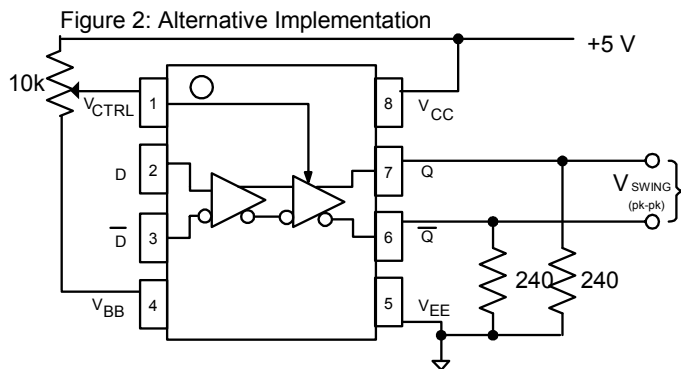 Figure 2: Alternative Implementation
+5 V
10k
VCTRL
1
8
VCC
D
2
7
Q
VSWING
(pk-pk)
D
3
6
Q
240
240
VBB
4
5
VEE